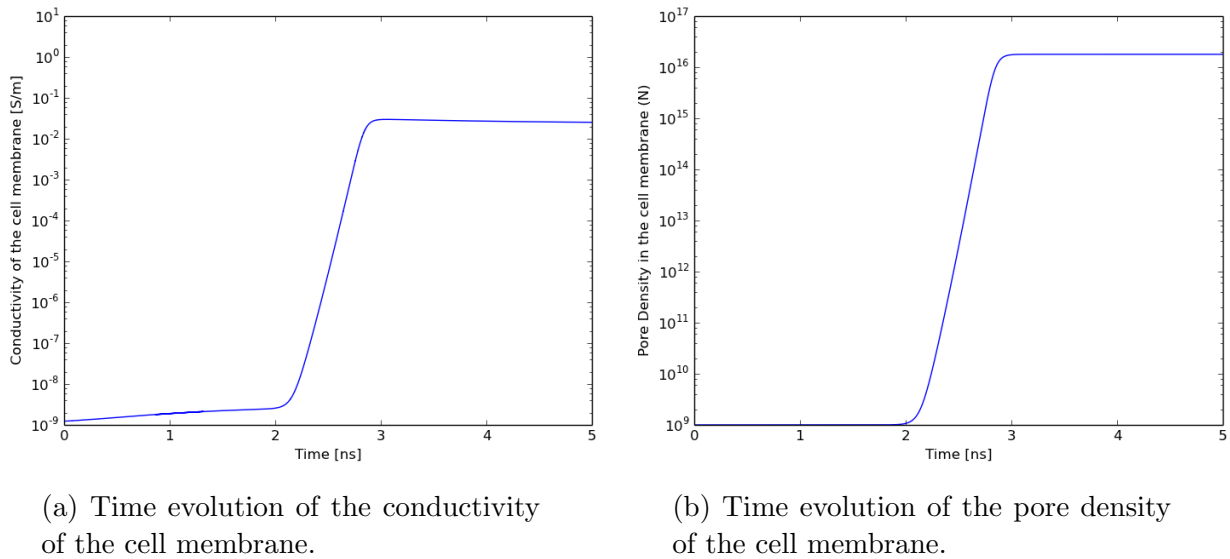 Conductivity of the cell membrane [S/m]
10^1
10^0
10^-1
10^-2
10^-3
10^-4
10^-5
10^-6
10^-7
10^-8
10^-9
0 1 2 3 4 5
Time [ns]
(a) Time evolution of the conductivity
of the cell membrane.
Pore Density in the cell membrane (N)
10^17
10^16
10^15
10^14
10^13
10^12
10^11
10^10
10^9
0 1 2 3 4 5
Time [ns]
(b) Time evolution of the pore density
of the cell membrane.